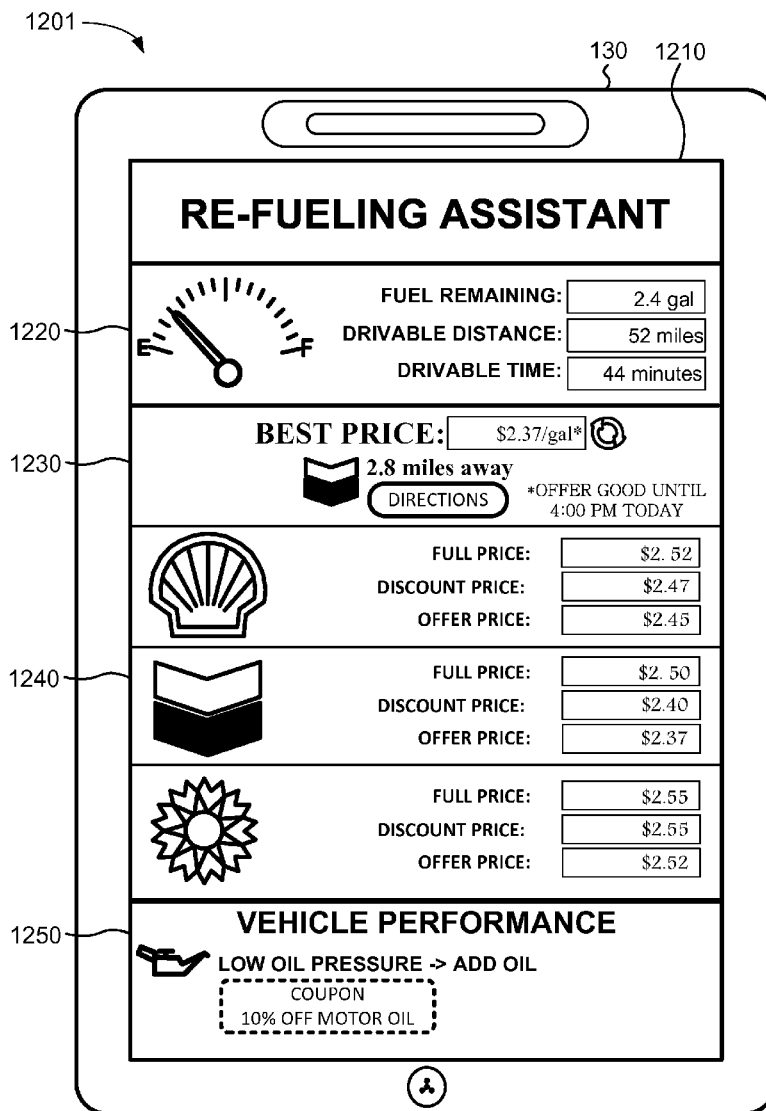 1201
130
1210
RE-FUELING ASSISTANT
1220
E
F
FUEL REMAINING: 2.4 gal
DRIVABLE DISTANCE: 52 miles
DRIVABLE TIME: 44 minutes
1230
BEST PRICE: $2.37/gal*
2.8 miles away
DIRECTIONS
*OFFER GOOD UNTIL
4:00 PM TODAY
FULL PRICE: $2. 52
DISCOUNT PRICE: $2.47
OFFER PRICE: $2.45
1240
FULL PRICE: $2. 50
DISCOUNT PRICE: $2.40
OFFER PRICE: $2.37
FULL PRICE: $2.55
DISCOUNT PRICE: $2.55
OFFER PRICE: $2.52
1250
VEHICLE PERFORMANCE
LOW OIL PRESSURE -> ADD OIL
COUPON
10% OFF MOTOR OIL